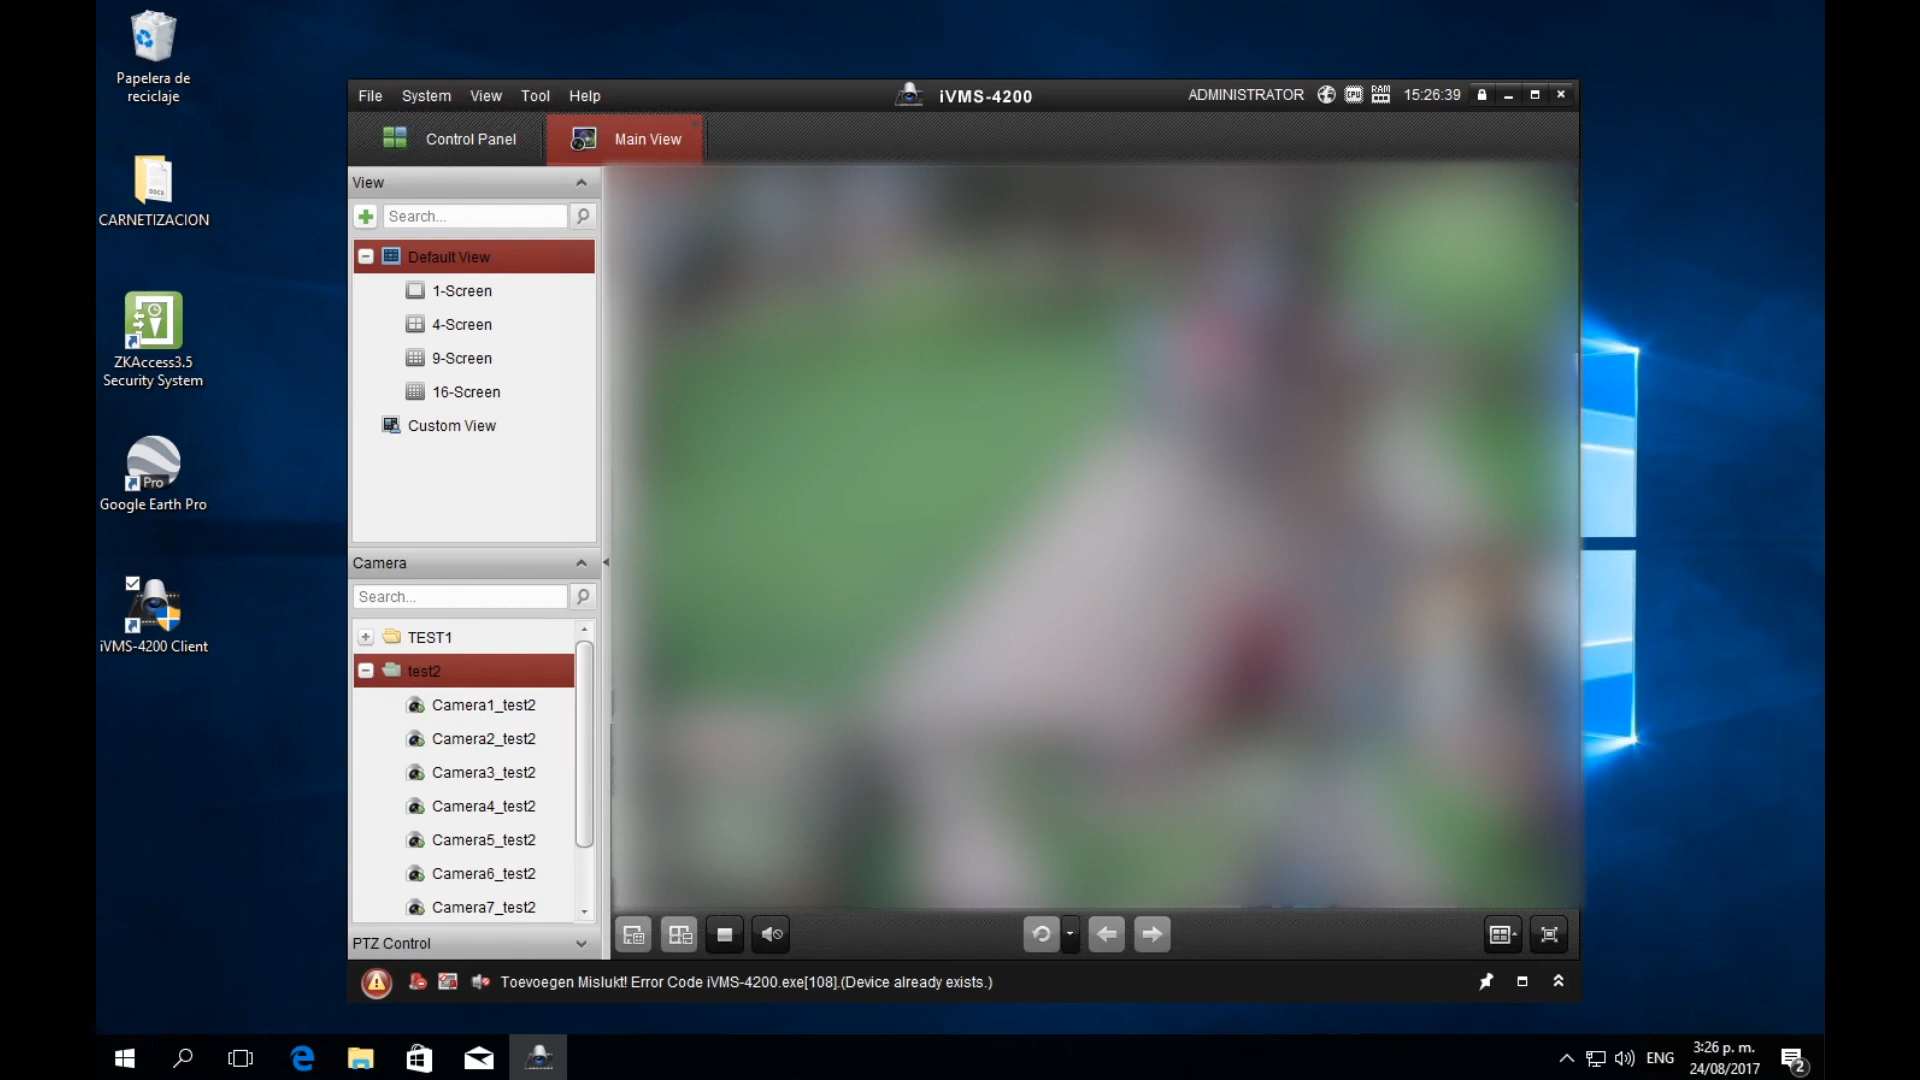 Papelera de
reciclaje
CARNETIZACION
ZKAccess3.5
Security System
Pro
Google Earth Pro
iVMS-4200 Client
File System View Tool Help
iVMS-4200
ADMINISTRATOR CPU RAM 15:26:39
Control Panel
Main View
View
Search...
Default View
1-Screen
4-Screen
9-Screen
16-Screen
Custom View
Camera
Search...
TEST1
test2
Camera1_test2
Camera2_test2
Camera3_test2
Camera4_test2
Camera5_test2
Camera6_test2
Camera7_test2
PTZ Control
Toevoegen Mislukt! Error Code iVMS-4200.exe[108].(Device already exists.)
ENG
3:26 p. m.
24/08/2017
2